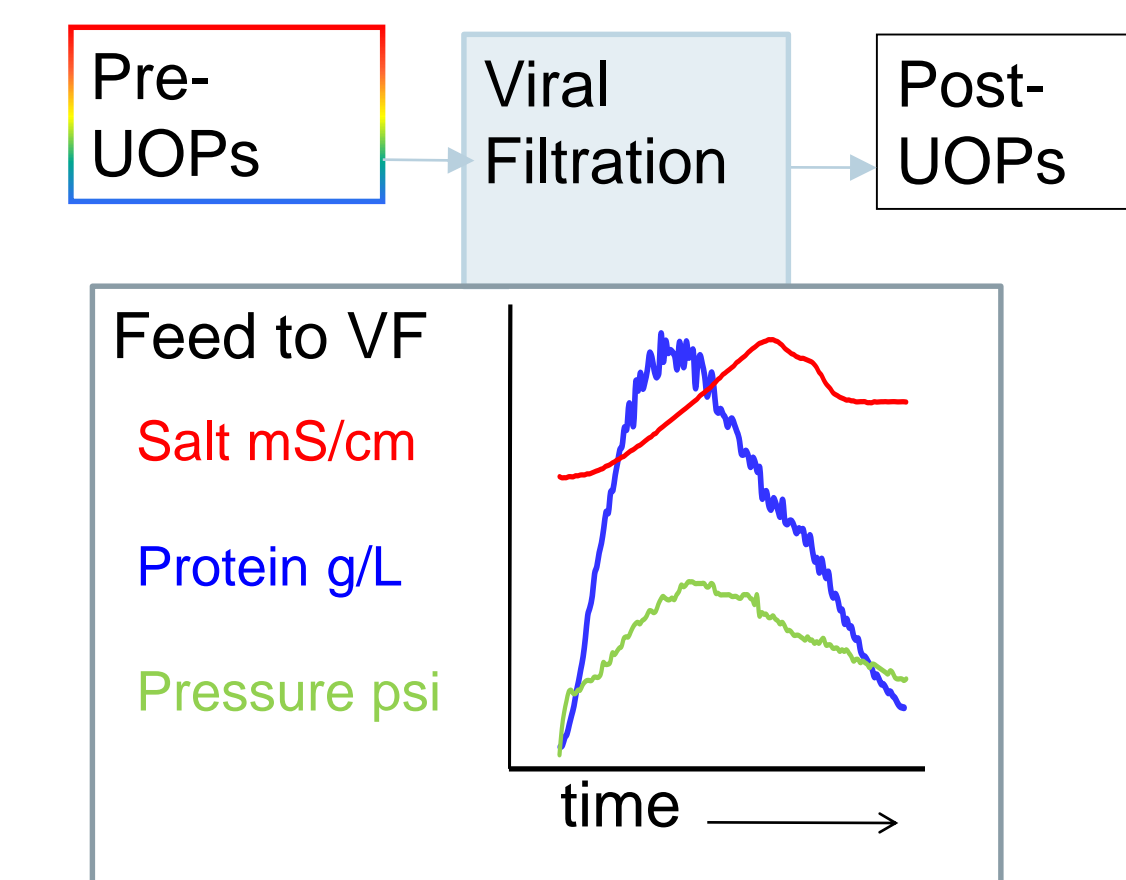 Pre-
UOPs
Viral
Filtration
Post-
UOPs
Feed to VF
Salt mS/cm
Protein g/L
Pressure psi
time